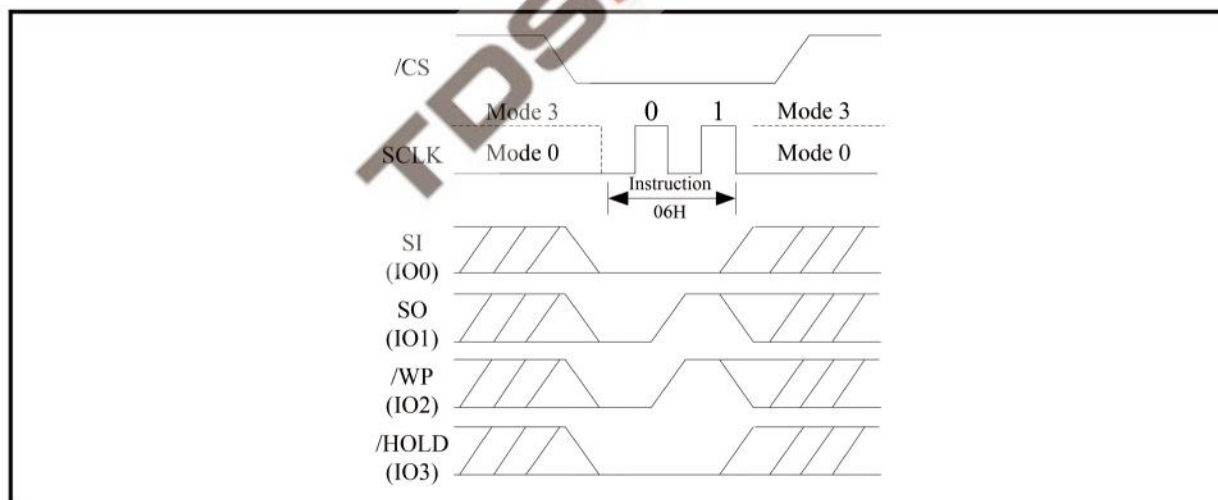 TDS
/CS
Mode 3 0 1 Mode 3
SCLK Mode 0 Mode 0
Instruction
06H
SI
(IO0)
SO
(IO1)
/WP
(IO2)
/HOLD
(IO3)